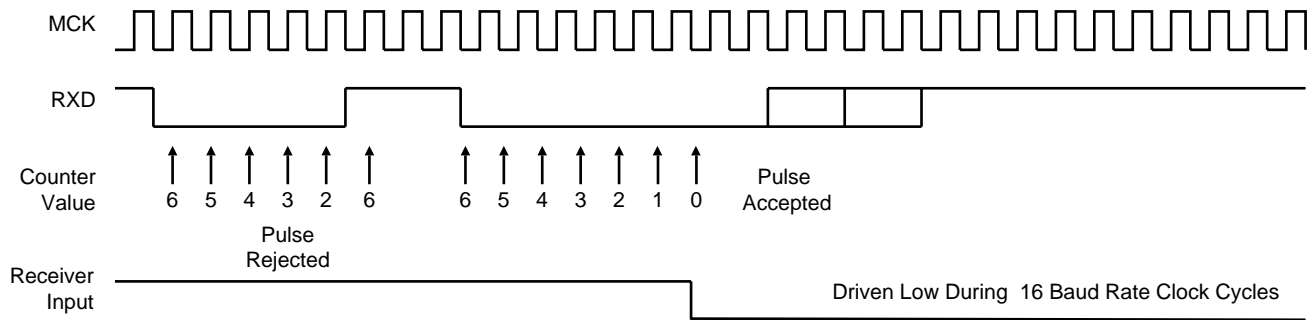 MCK
RXD
Counter
Value
6 5 4 3 2 6 6 5 4 3 2 1 0
Pulse
Accepted
Pulse
Rejected
Receiver
Input
Driven Low During 16 Baud Rate Clock Cycles